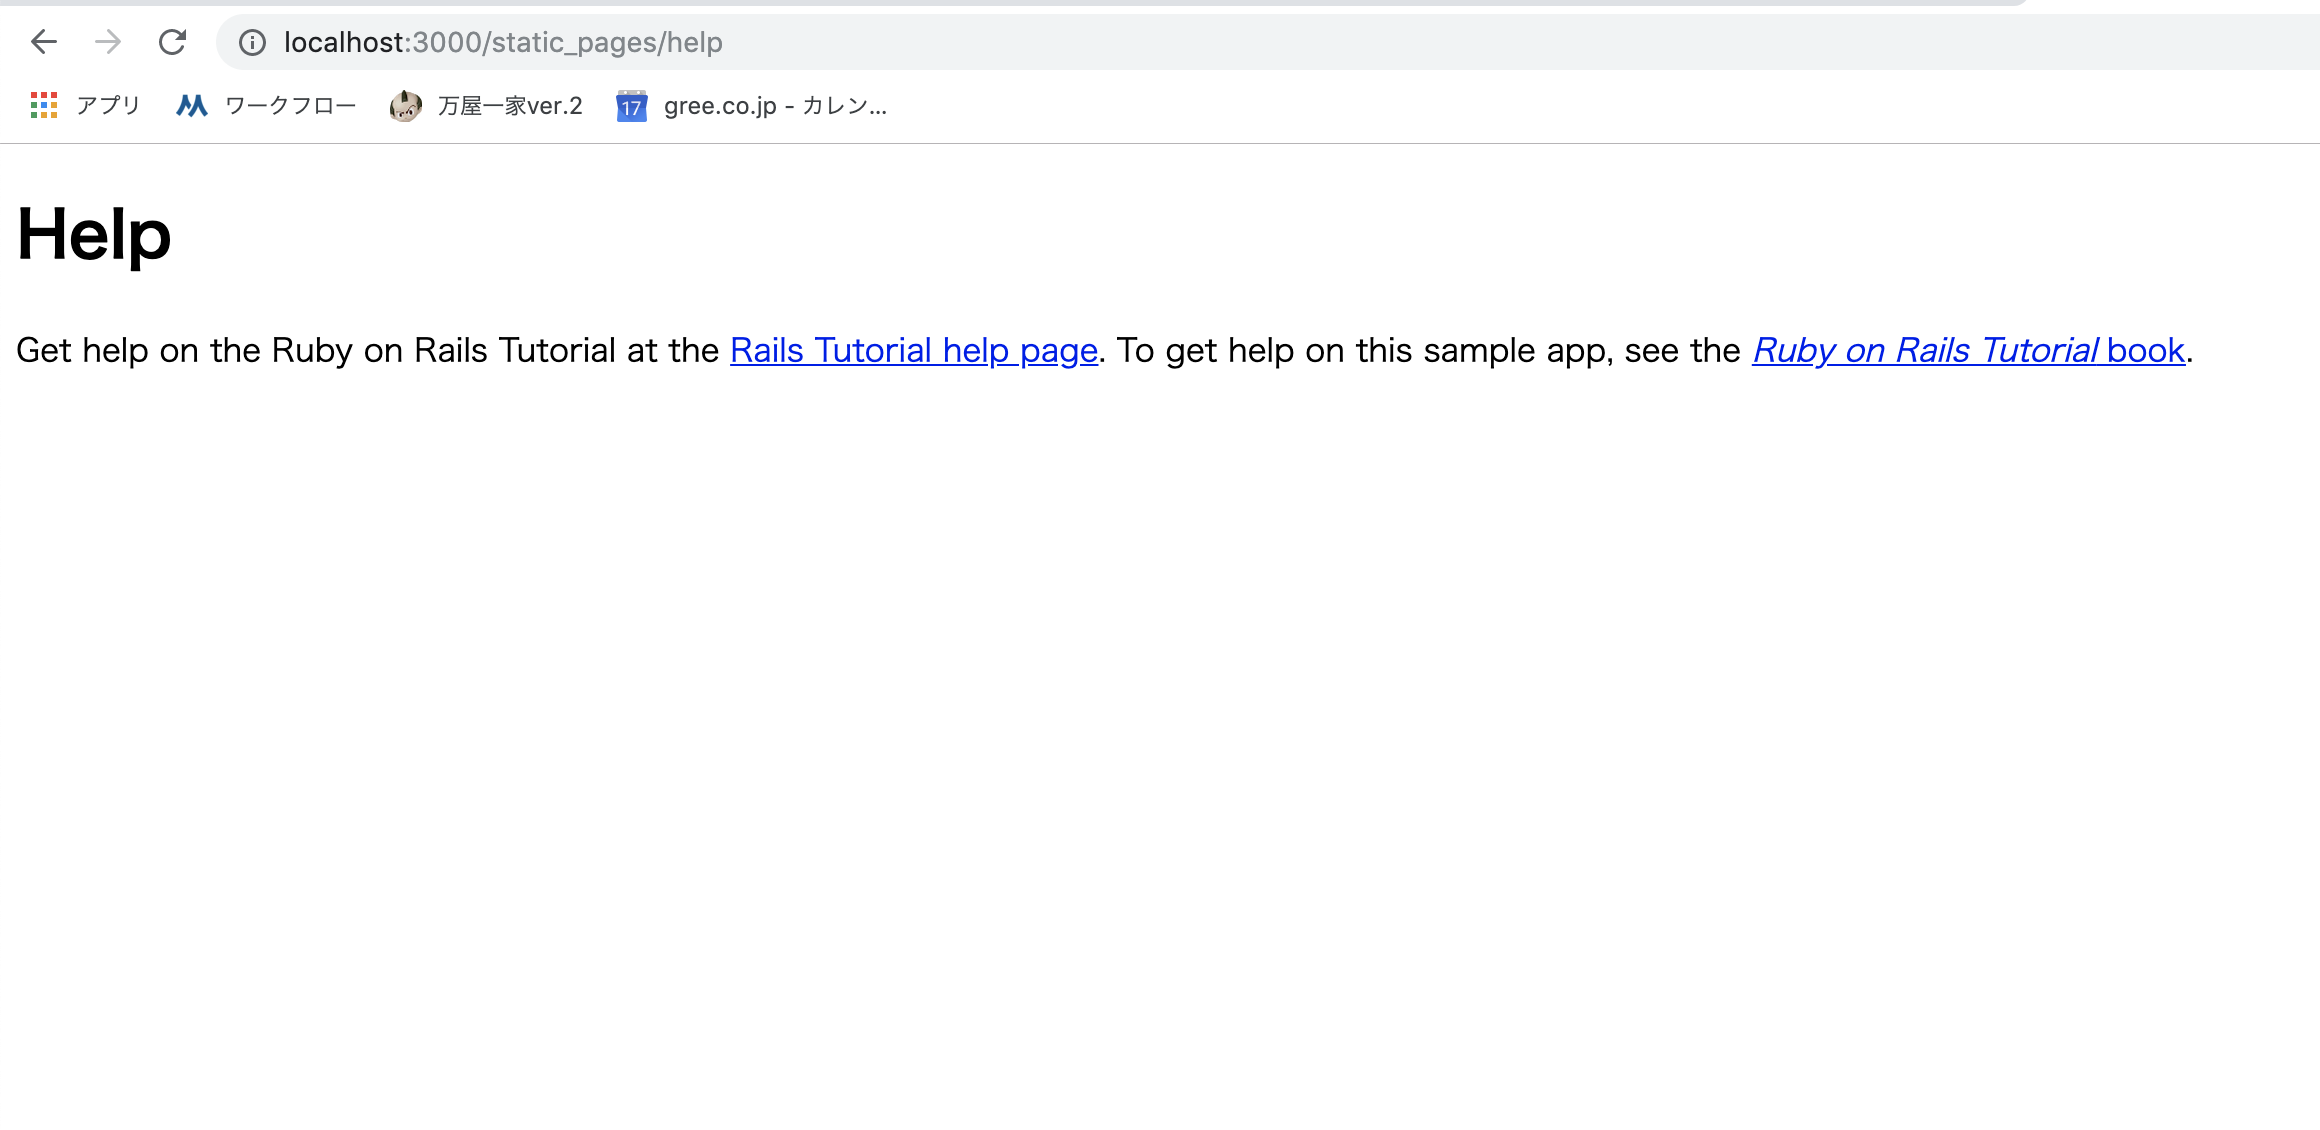 localhost:3000/static_pages/help
アプリ ワークフロー 万屋一家ver.2 17 gree.co.jp - カレン...
Help
Get help on the Ruby on Rails Tutorial at the Rails Tutorial help page. To get help on this sample app, see the Ruby on Rails Tutorial book.